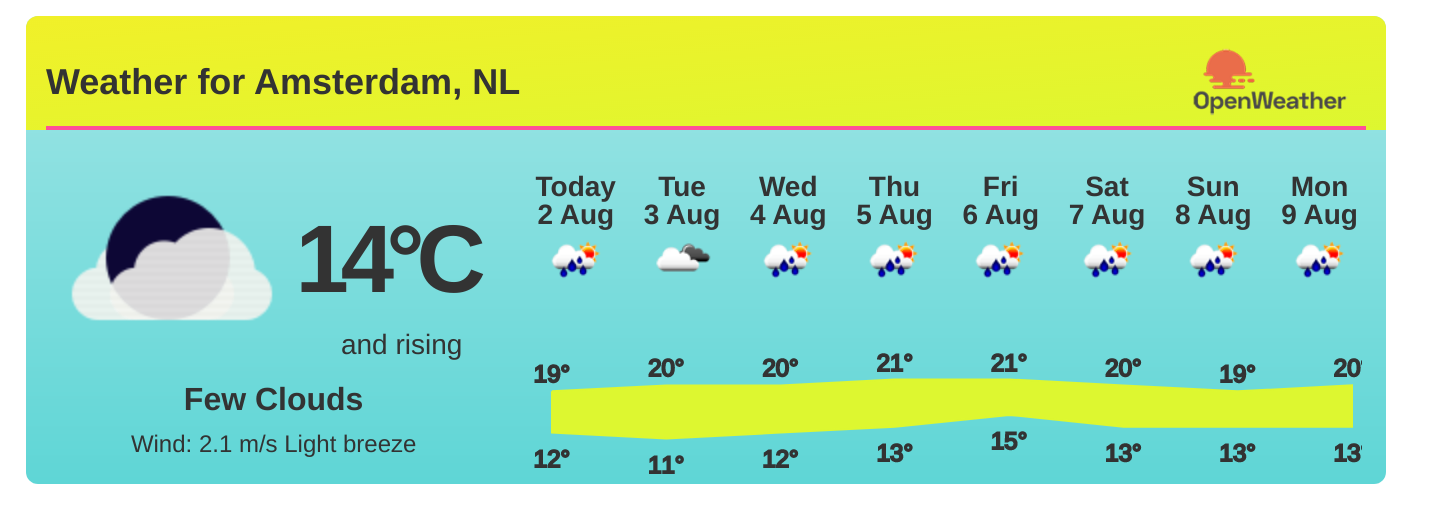 Weather for Amsterdam, NL
OpenWeather
Today Tue Wed Thu Fri Sat Sun Mon
2 Aug 3 Aug 4 Aug 5 Aug 6 Aug 7 Aug 8 Aug 9 Aug
14°C
and rising
Few Clouds
Wind: 2.1 m/s Light breeze
19° 20° 20° 21° 21° 20° 19° 20°
12° 11° 12° 13° 15° 13° 13° 13°